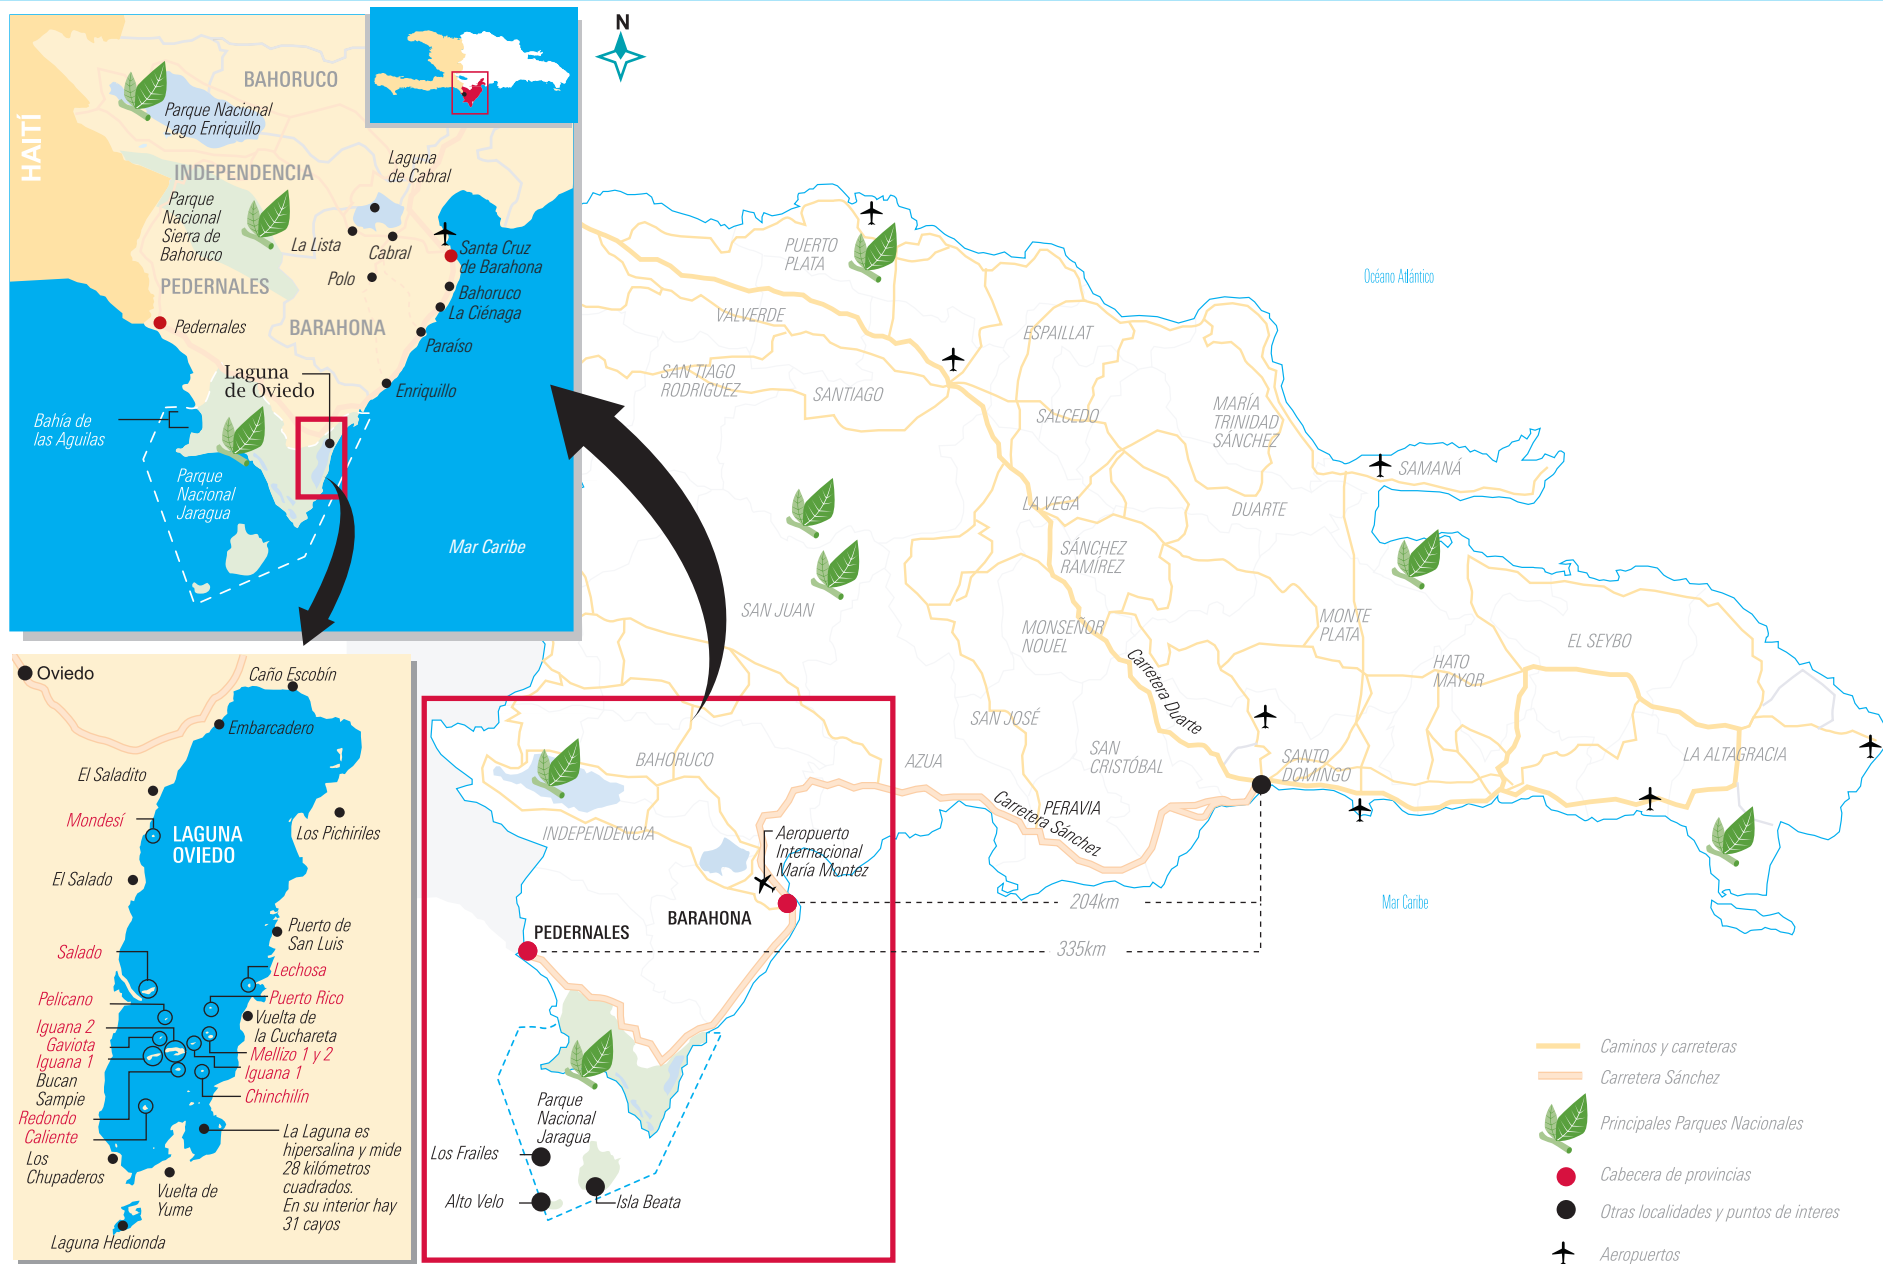 N
HAITÍ
BAHORUCO
Parque Nacional
Lago Enriquillo
INDEPENDENCIA
Laguna
de Cabral
Parque
Nacional
Sierra de
Bahoruco
La Lista
Cabral
Santa Cruz
de Barahona
Polo
PEDERNALES
Bahoruco
La Ciénaga
Pedernales
BARAHONA
Paraíso
Laguna
de Oviedo
Enriquillo
Bahía de
las Aguilas
Parque
Nacional
Jaragua
Mar Caribe
Oviedo
Caño Escobín
Embarcadero
El Saladito
Mondesí
LAGUNA
OVIEDO
Los Pichiriles
El Salado
Puerto de
San Luis
Salado
Lechosa
Pelicano
Puerto Rico
Iguana 2
Vuelta de
la Cuchareta
Gaviota
Iguana 1
Mellizo 1 y 2
Iguana 1
Bucan
Sampie
Chinchilín
Redondo
Caliente
Los
Chupaderos
Vuelta de
Yume
La Laguna es
hipersalina y mide
28 kilómetros
cuadrados.
En su interior hay
31 cayos
Laguna Hedionda
PUERTO
PLATA
Océano Atlántico
VALVERDE
ESPAILLAT
SAN TIAGO
RODRIGUEZ
SANTIAGO
SALCEDO
MARÍA
TRINIDAD
SÁNCHEZ
SAMANÁ
LA VEGA
DUARTE
SÁNCHEZ
RAMÍREZ
SAN JUAN
MONSEÑOR
NOUEL
MONTE
PLATA
EL SEYBO
HATO
MAYOR
Carretera Duarte
SAN JOSÉ
SAN
CRISTÓBAL
SANTO
DOMINGO
LA ALTAGRACIA
AZUA
BAHORUCO
PERAVIA
Carretera Sánchez
INDEPENDENCIA
Aeropuerto
Internacional
María Montez
BARAHONA
PEDERNALES
204km
335km
Mar Caribe
Parque
Nacional
Jaragua
Los Frailes
Alto Velo
Isla Beata
Caminos y carreteras
Carretera Sánchez
Principales Parques Nacionales
Cabecera de provincias
Otras localidades y puntos de interes
Aeropuertos